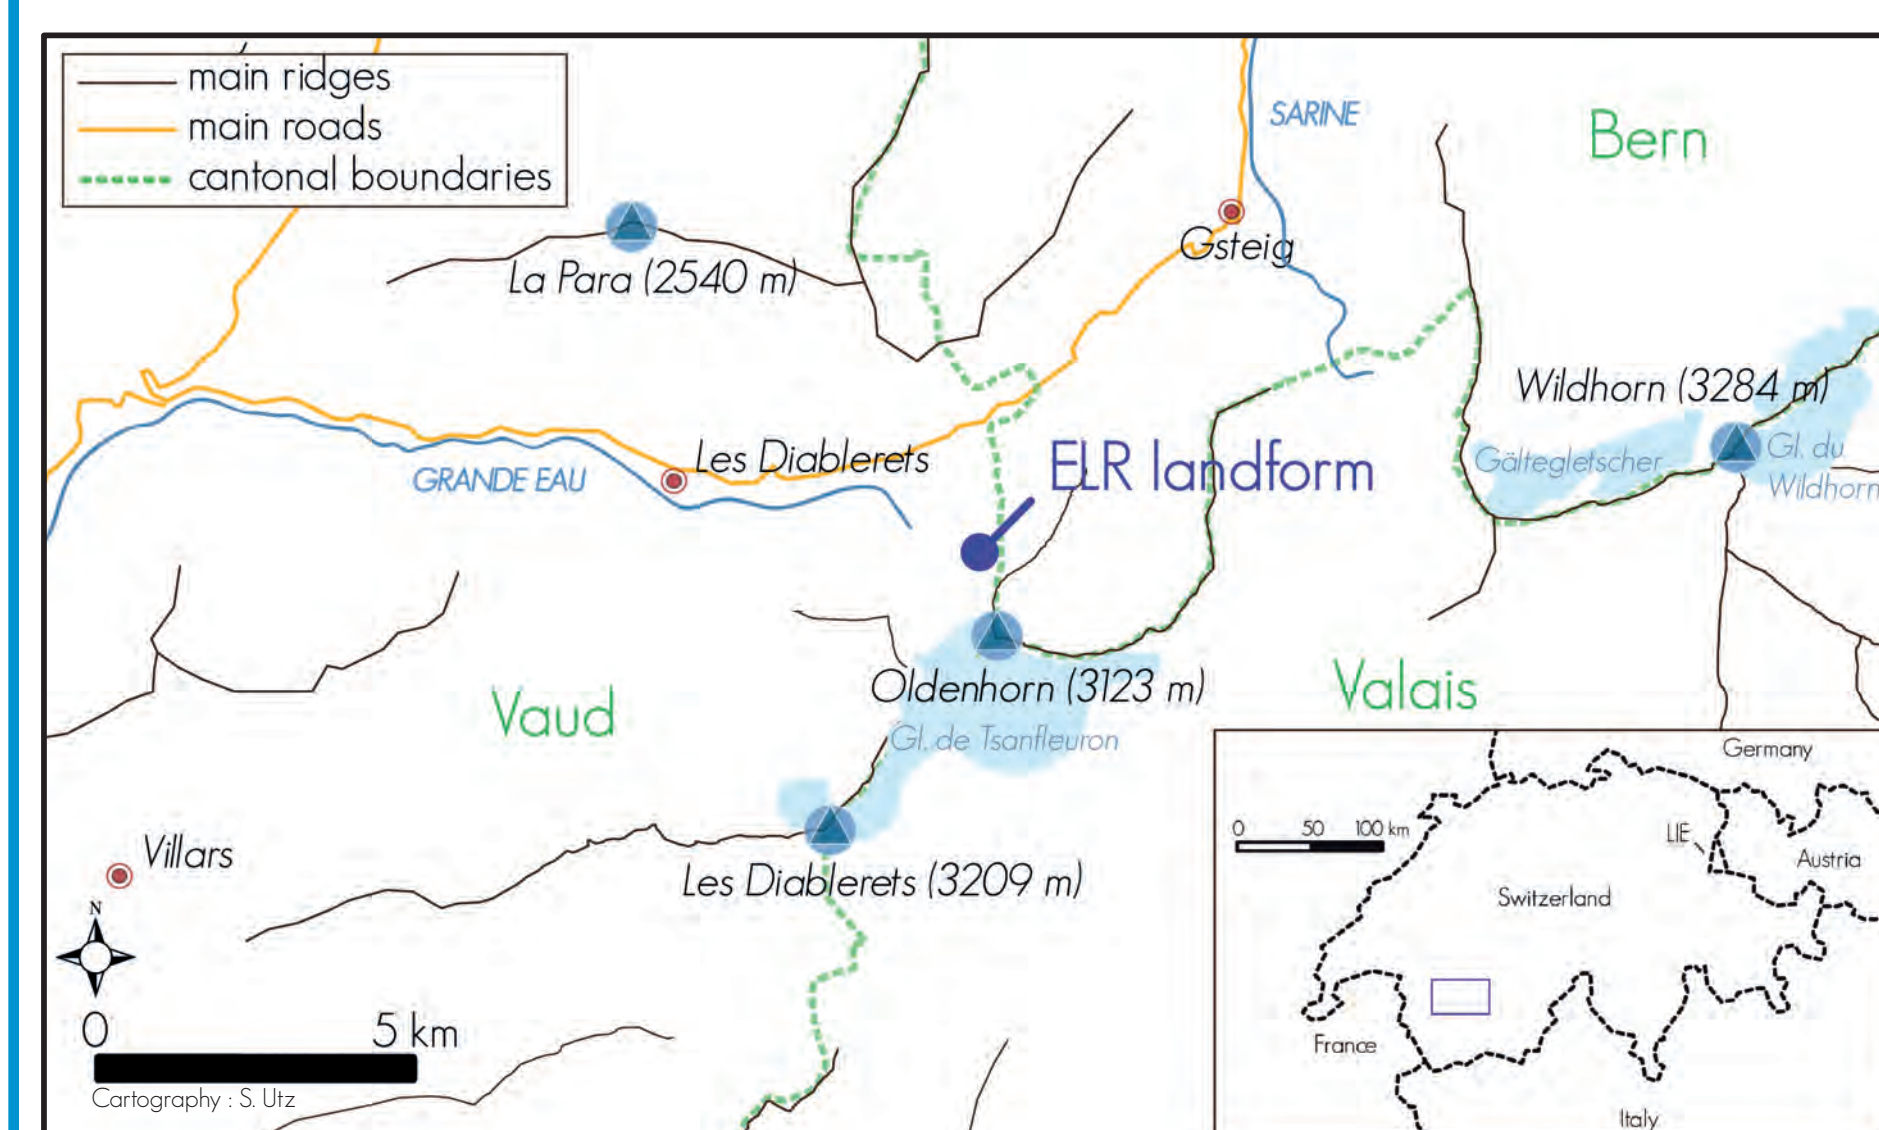 main ridges
main roads
cantonal boundaries
SARINE
Bern
Gsteig
La Para (2540 m)
Wildhorn (3284 m)
Les Diablerets
ELR landform
Gältegletscher
Gl. du
Wildhorn
GRANDE EAU
Oldenhorn (3123 m)
Valais
Vaud
Gl. de Tsanfleuron
Germany
0 50 100 km
LIE
Austria
Villars
Les Diablerets (3209 m)
Switzerland
N
0 5 km
France
Cartography : S. Utz
Italy